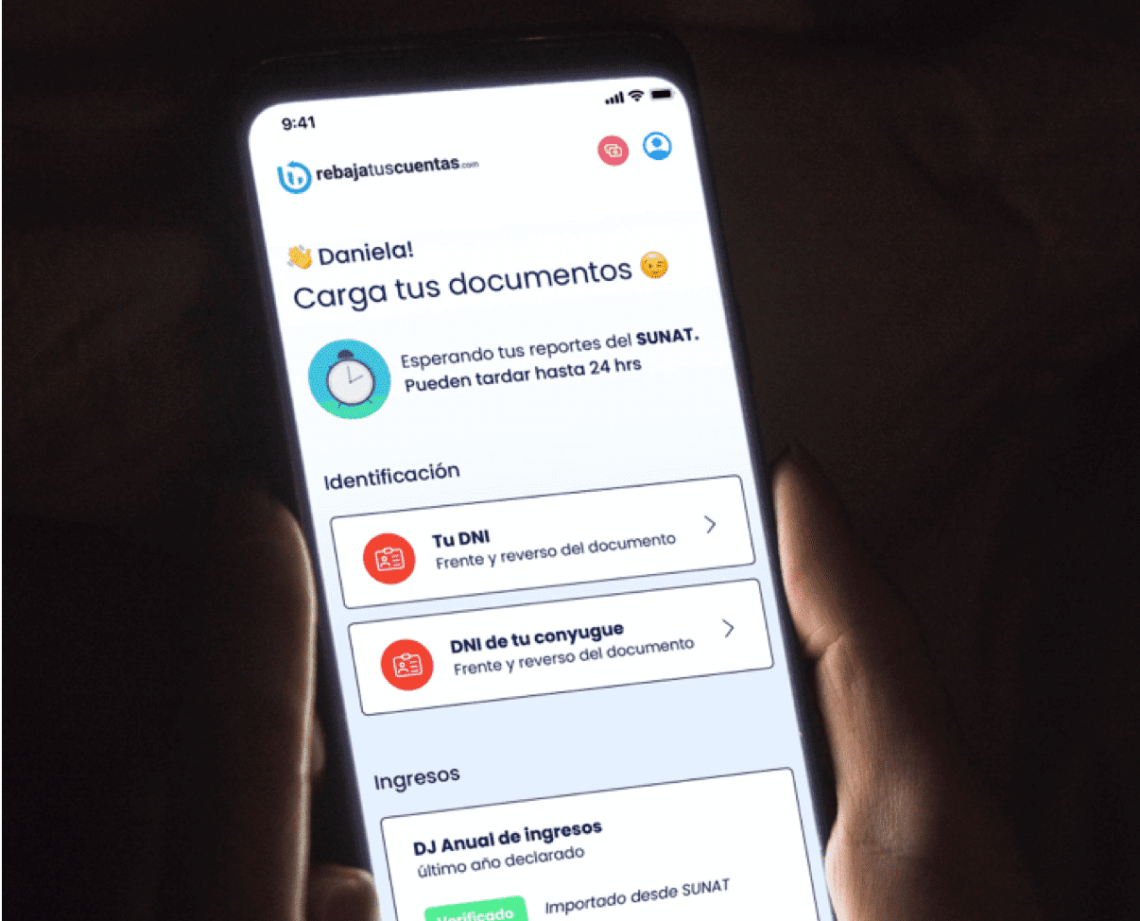 9:41
rebajatuscuentas.com
👋 Daniela!
Carga tus documentos 😉
Esperando tus reportes del SUNAT.
Pueden tardar hasta 24 hrs
Identificación
Tu DNI
Frente y reverso del documento
DNI de tu conyugue
Frente y reverso del documento
Ingresos
DJ Anual de ingresos
último año declarado
Verificado Importado desde SUNAT